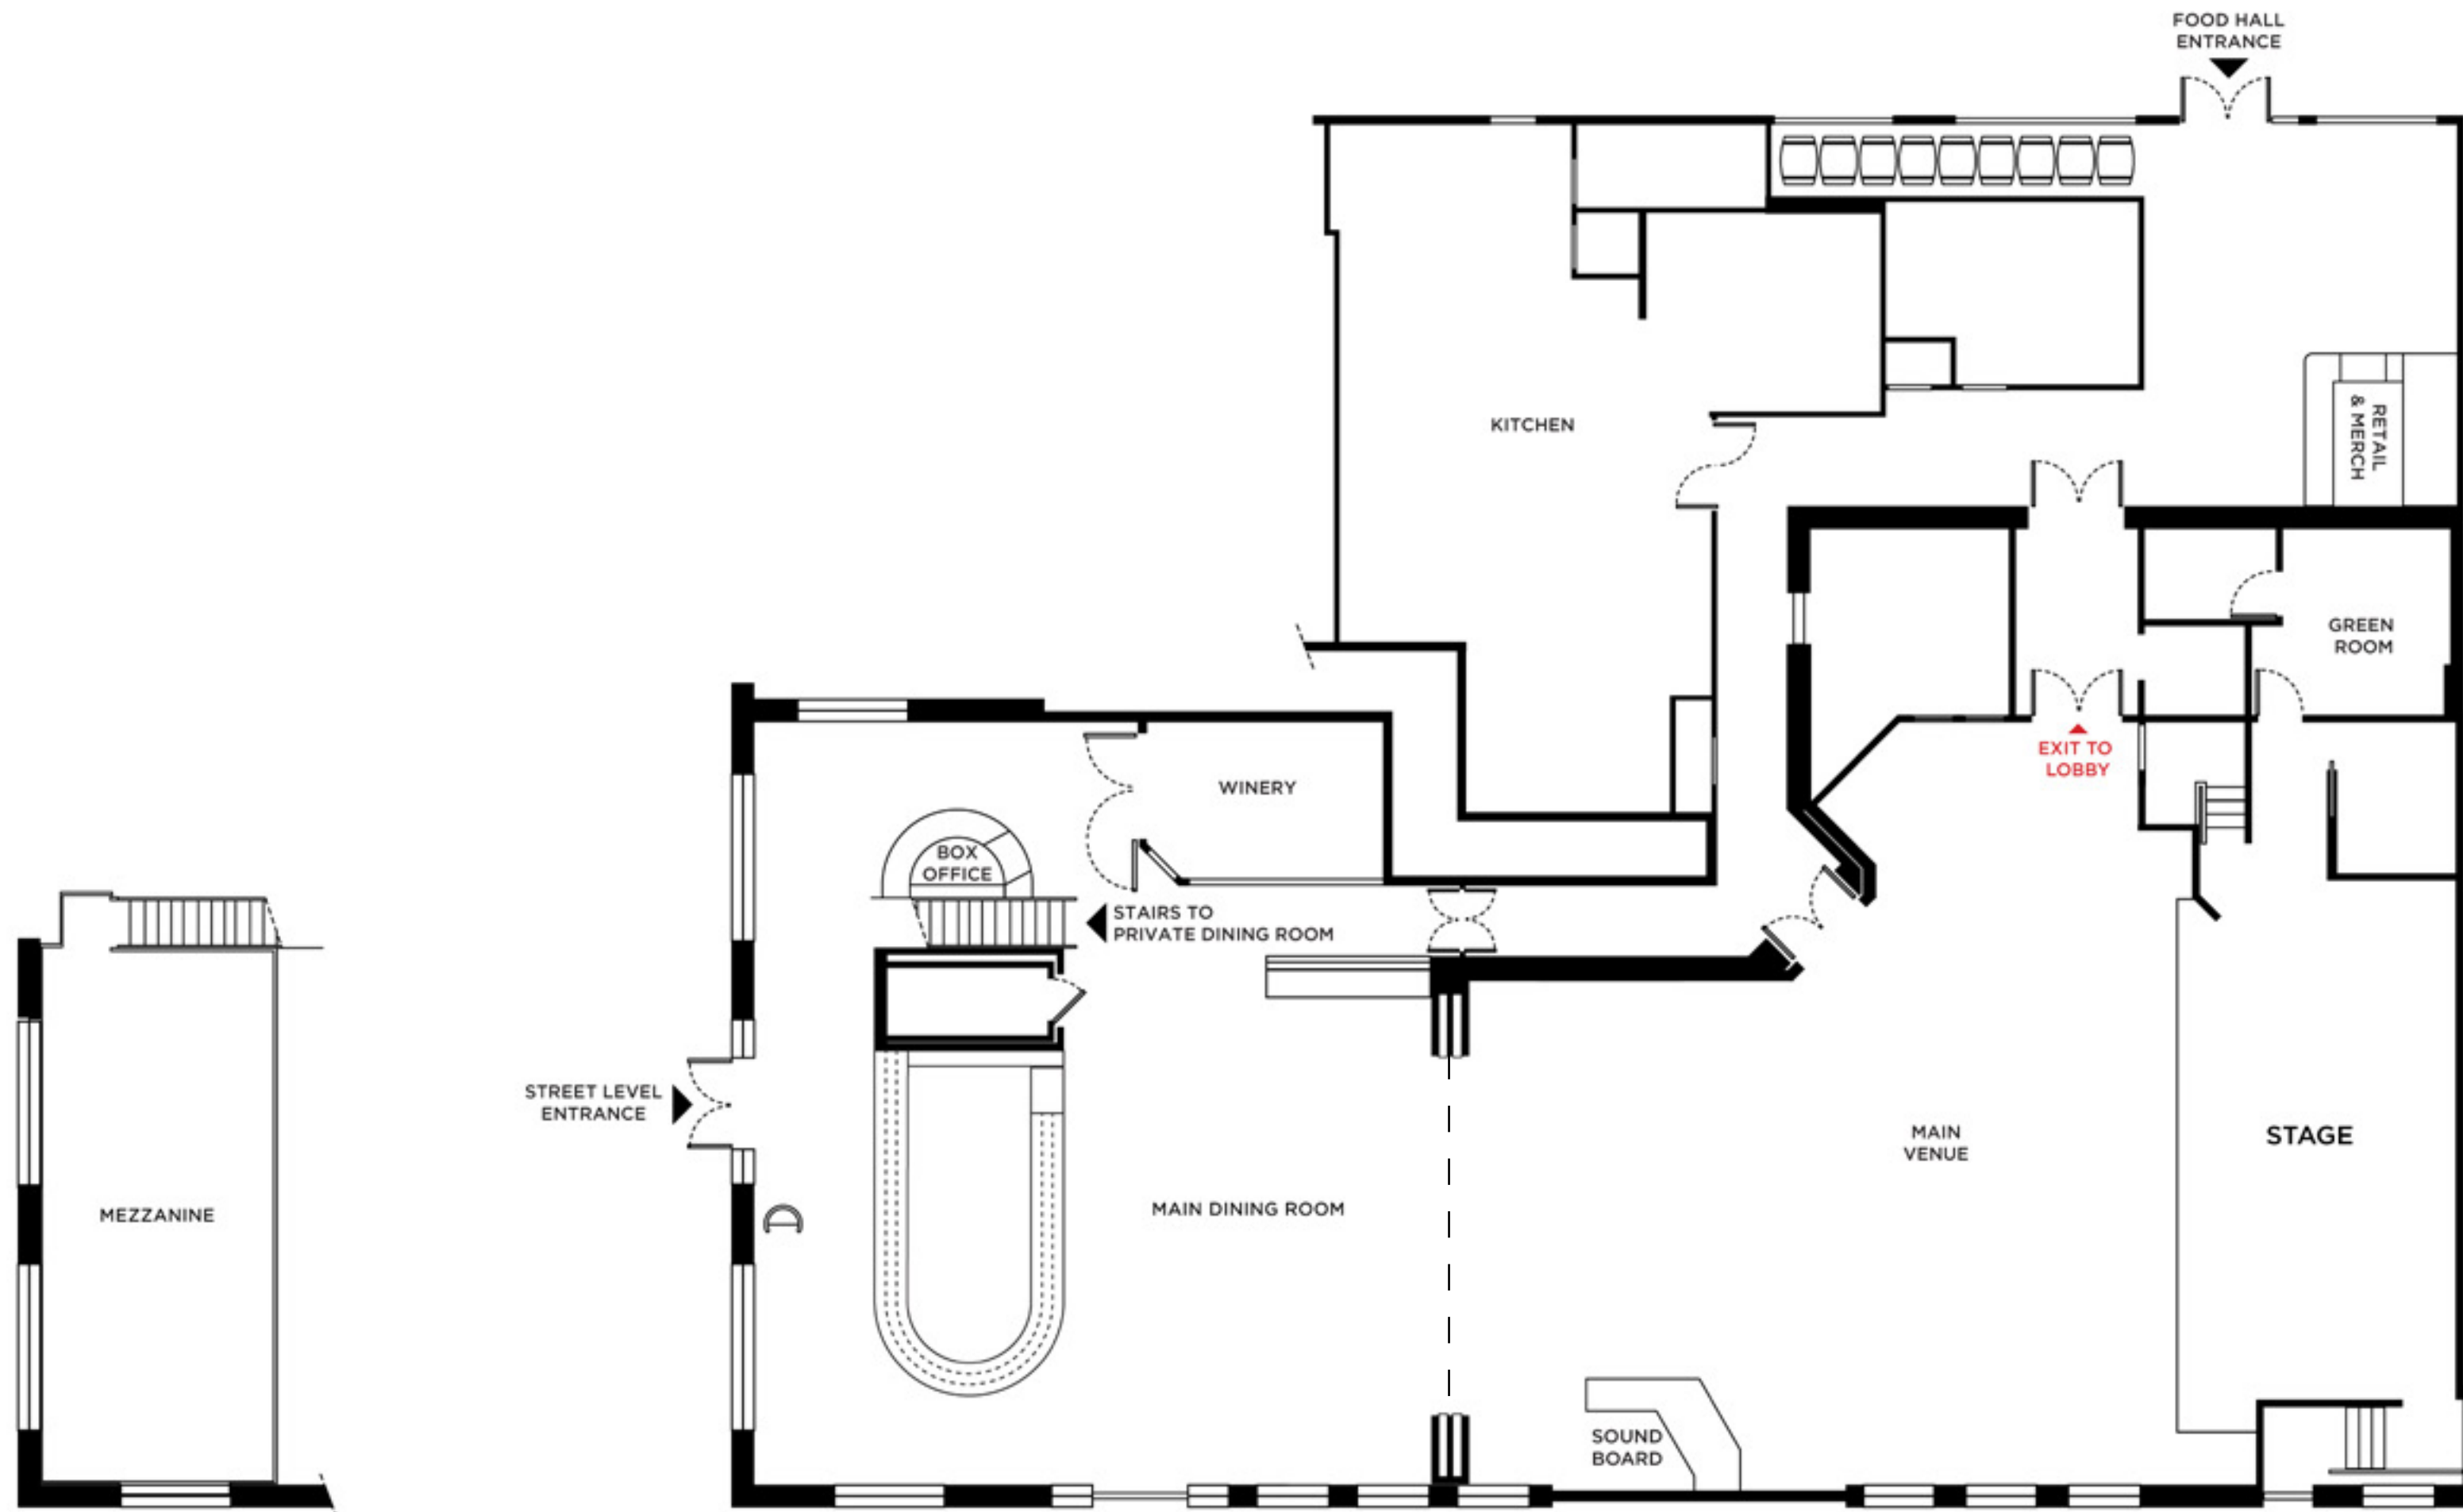 FOOD HALL
ENTRANCE
KITCHEN
RETAIL
& MERCH
GREEN
ROOM
EXIT TO
LOBBY
WINERY
BOX
OFFICE
STAIRS TO
PRIVATE DINING ROOM
STREET LEVEL
ENTRANCE
MEZZANINE
MAIN DINING ROOM
MAIN
VENUE
STAGE
SOUND
BOARD